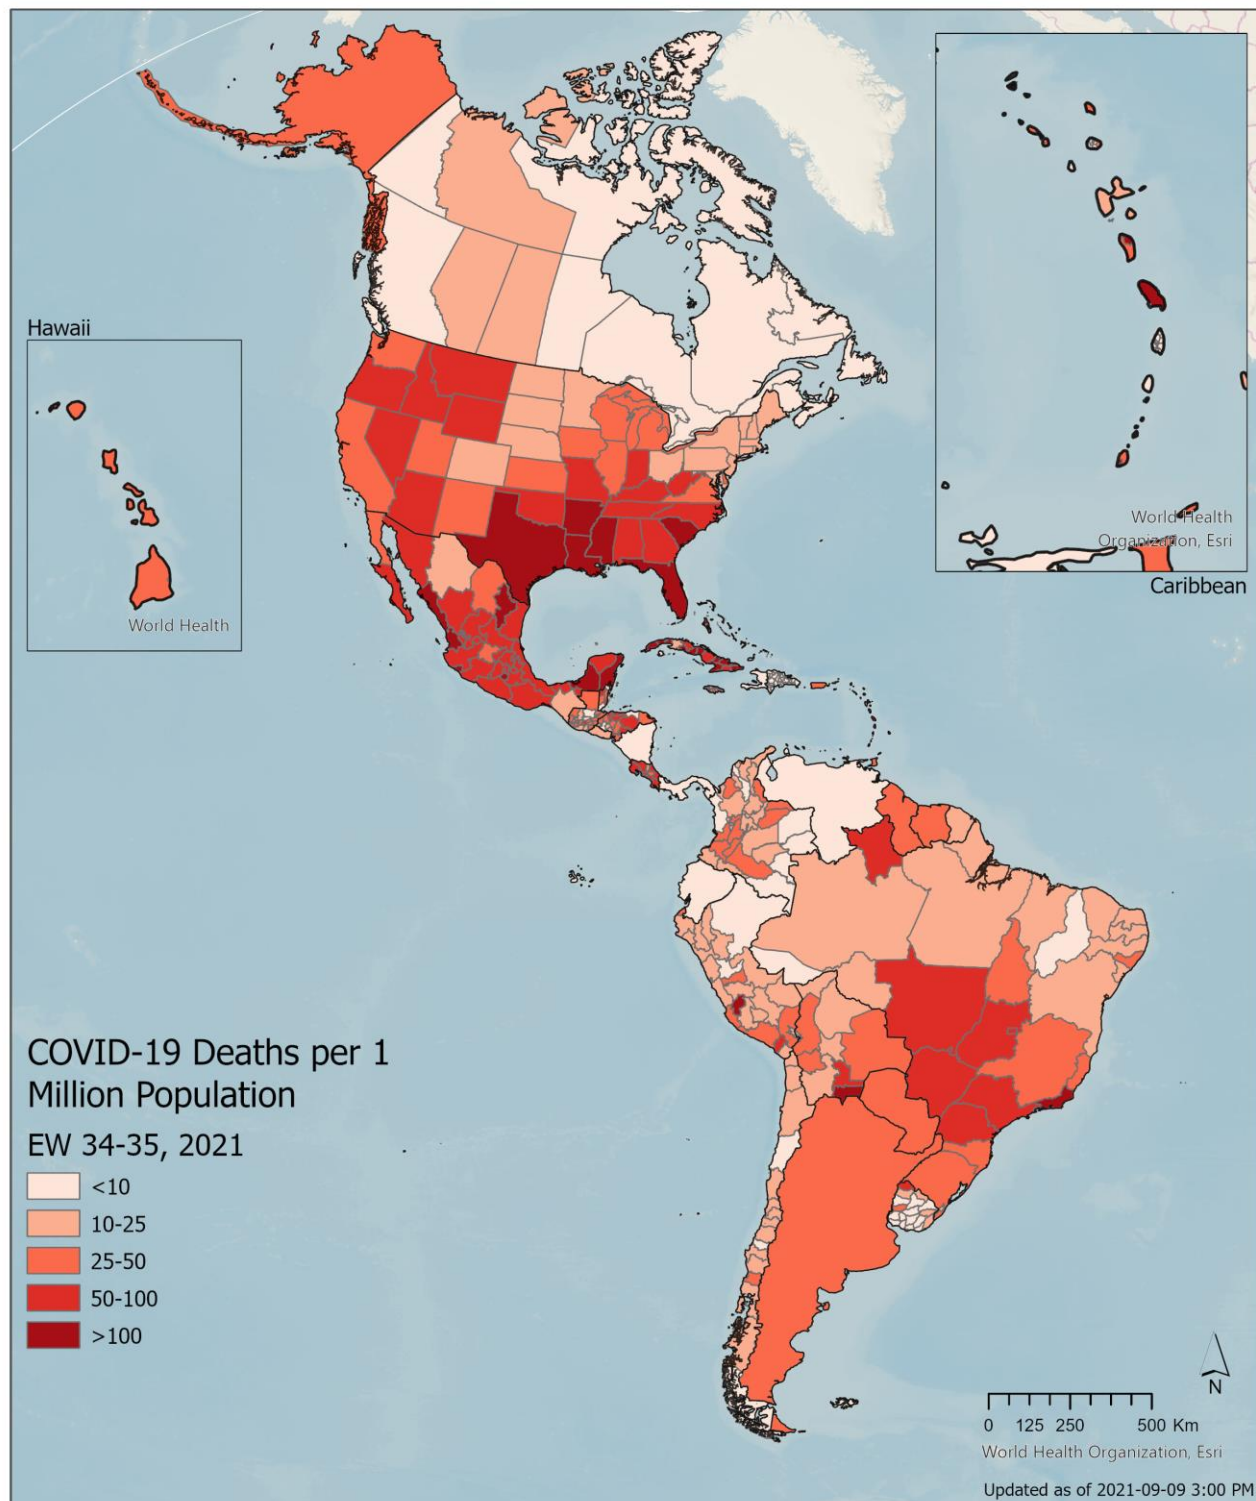 Hawaii
World Health
World Health
Organization, Esri
Caribbean
COVID-19 Deaths per 1
Million Population
EW 34-35, 2021
<10
10-25
25-50
50-100
>100
N
0 125 250 500 Km
World Health Organization, Esri
Updated as of 2021-09-09 3:00 PM